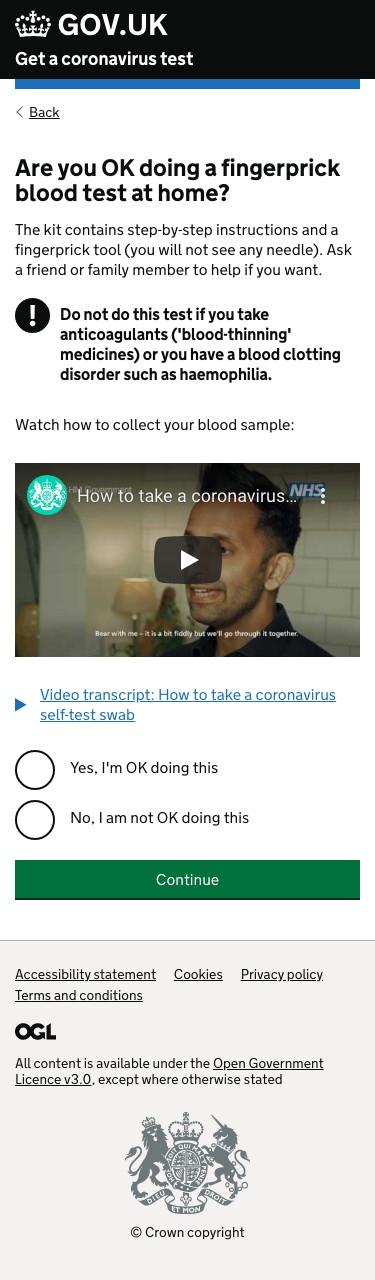 GOV.UK
Get a coronavirus test
Back
Are you OK doing a fingerprick
blood test at home?
The kit contains step-by-step instructions and a
fingerprick tool (you will not see any needle). Ask
a friend or family member to help if you want.
!
Do not do this test if you take
anticoagulants ('blood-thinning'
medicines) or you have a blood clotting
disorder such as haemophilia.
Watch how to collect your blood sample:
HM Government
NHS
How to take a coronavirus...
Bear with me – it is a bit fiddly but we'll go through it together.
Video transcript: How to take a coronavirus
self-test swab
Yes, I'm OK doing this
No, I am not OK doing this
Continue
Accessibility statement Cookies Privacy policy
Terms and conditions
OGL
All content is available under the Open Government
Licence v3.0, except where otherwise stated
DIEU ET MON DROIT
© Crown copyright